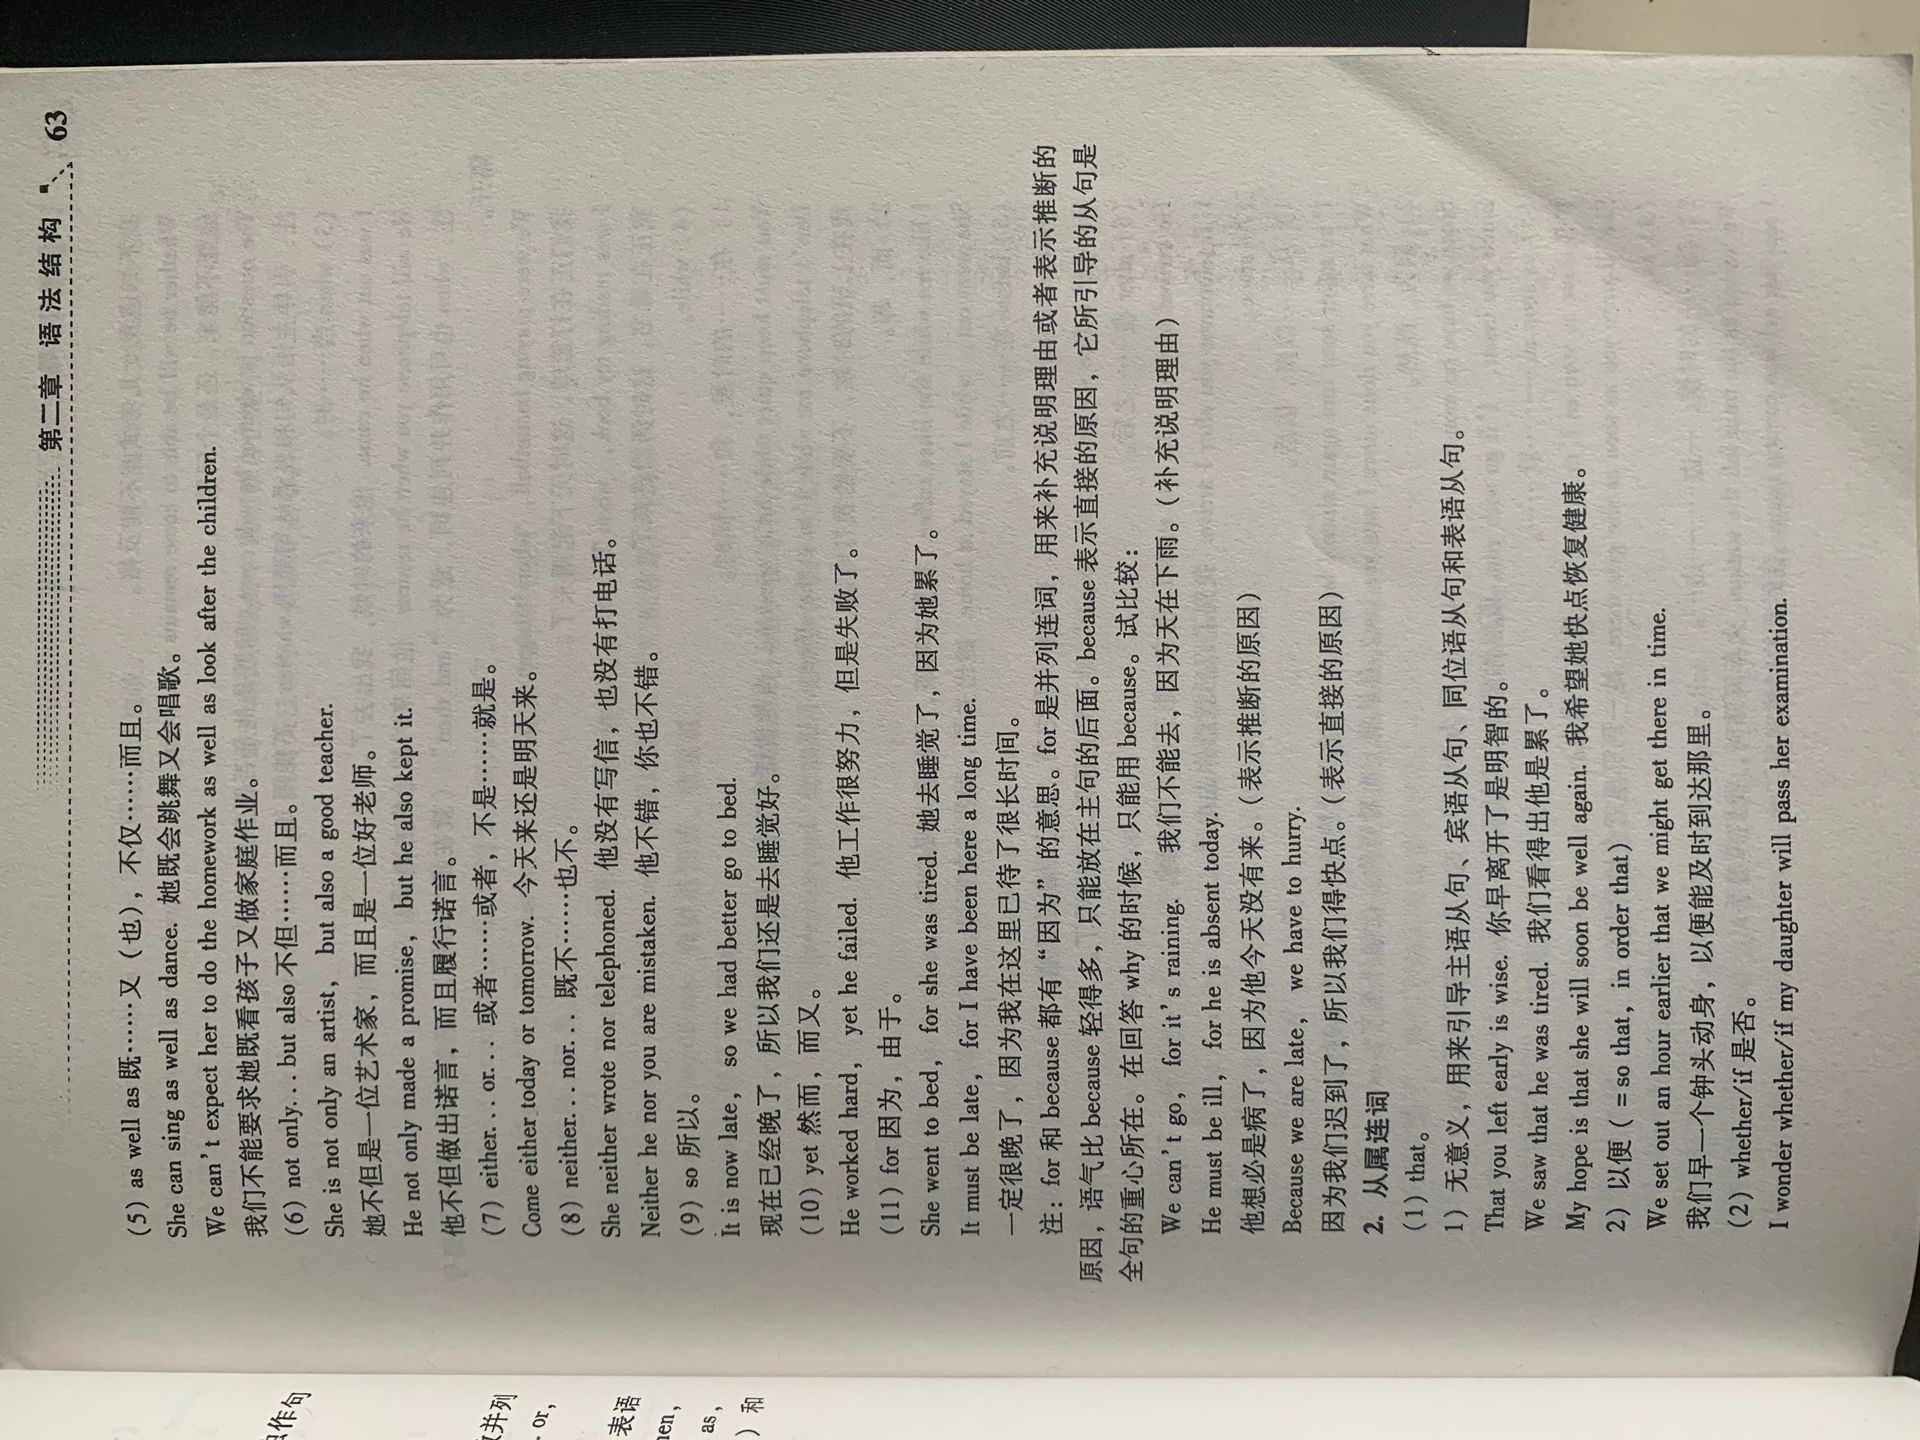 第二章 语法结构 63
(5) as well as 既……又（也），不仅……而且。
She can sing as well as dance. 她既会跳舞又会唱歌。
We can't expect her to do the homework as well as look after the children.
我们不能要求她既看孩子又做家庭作业。
(6) not only...but also 不但……而且。
She is not only an artist, but also a good teacher.
她不但是一位艺术家，而且是一位好老师。
He not only made a promise, but he also kept it.
他不但做出诺言，而且履行诺言。
(7) either...or... 或者……或者，不是……就是。
Come either today or tomorrow. 今天来还是明天来。
(8) neither...nor... 既不……也不。
She neither wrote nor telephoned. 他没有写信，也没有打电话。
Neither he nor you are mistaken. 他不错，你也不错。
(9) so 所以。
It is now late, so we had better go to bed.
现在已经晚了，所以我们还是去睡觉好。
(10) yet 然而，而又。
He worked hard, yet he failed. 他工作很努力，但是失败了。
(11) for 因为，由于。
She went to bed, for she was tired. 她去睡觉了，因为她累了。
It must be late, for I have been here a long time.
一定很晚了，因为我在这里已待了很长时间。
注：for 和 because 都有“因为”的意思。for 是并列连词，用来补充说明理由或者表示推断的
原因，语气比 because 轻得多，只能放在主句的后面。because 表示直接的原因，它所引导的从句是
全句的重心所在。在回答 why 的时候，只能用 because。试比较：
We can't go, for it's raining. 我们不能去，因为天在下雨。（补充说明理由）
He must be ill, for he is absent today.
他想必是病了，因为他今天没有来。（表示推断的原因）
Because we are late, we have to hurry.
因为我们迟到了，所以我们得快点。（表示直接的原因）
2. 从属连词
(1) that。
1）无意义，用来引导主语从句、宾语从句、同位语从句和表语从句。
That you left early is wise. 你早离开了是明智的。
We saw that he was tired. 我们看得出他是累了。
My hope is that she will soon be well again. 我希望她快点恢复健康。
2）以便（=so that, in order that）
We set out an hour earlier that we might get there in time.
我们早一个钟头动身，以便能及时到达那里。
(2) whether/if 是否。
I wonder whether/if my daughter will pass her examination.
作句
并列
or,
表语
as,
）和